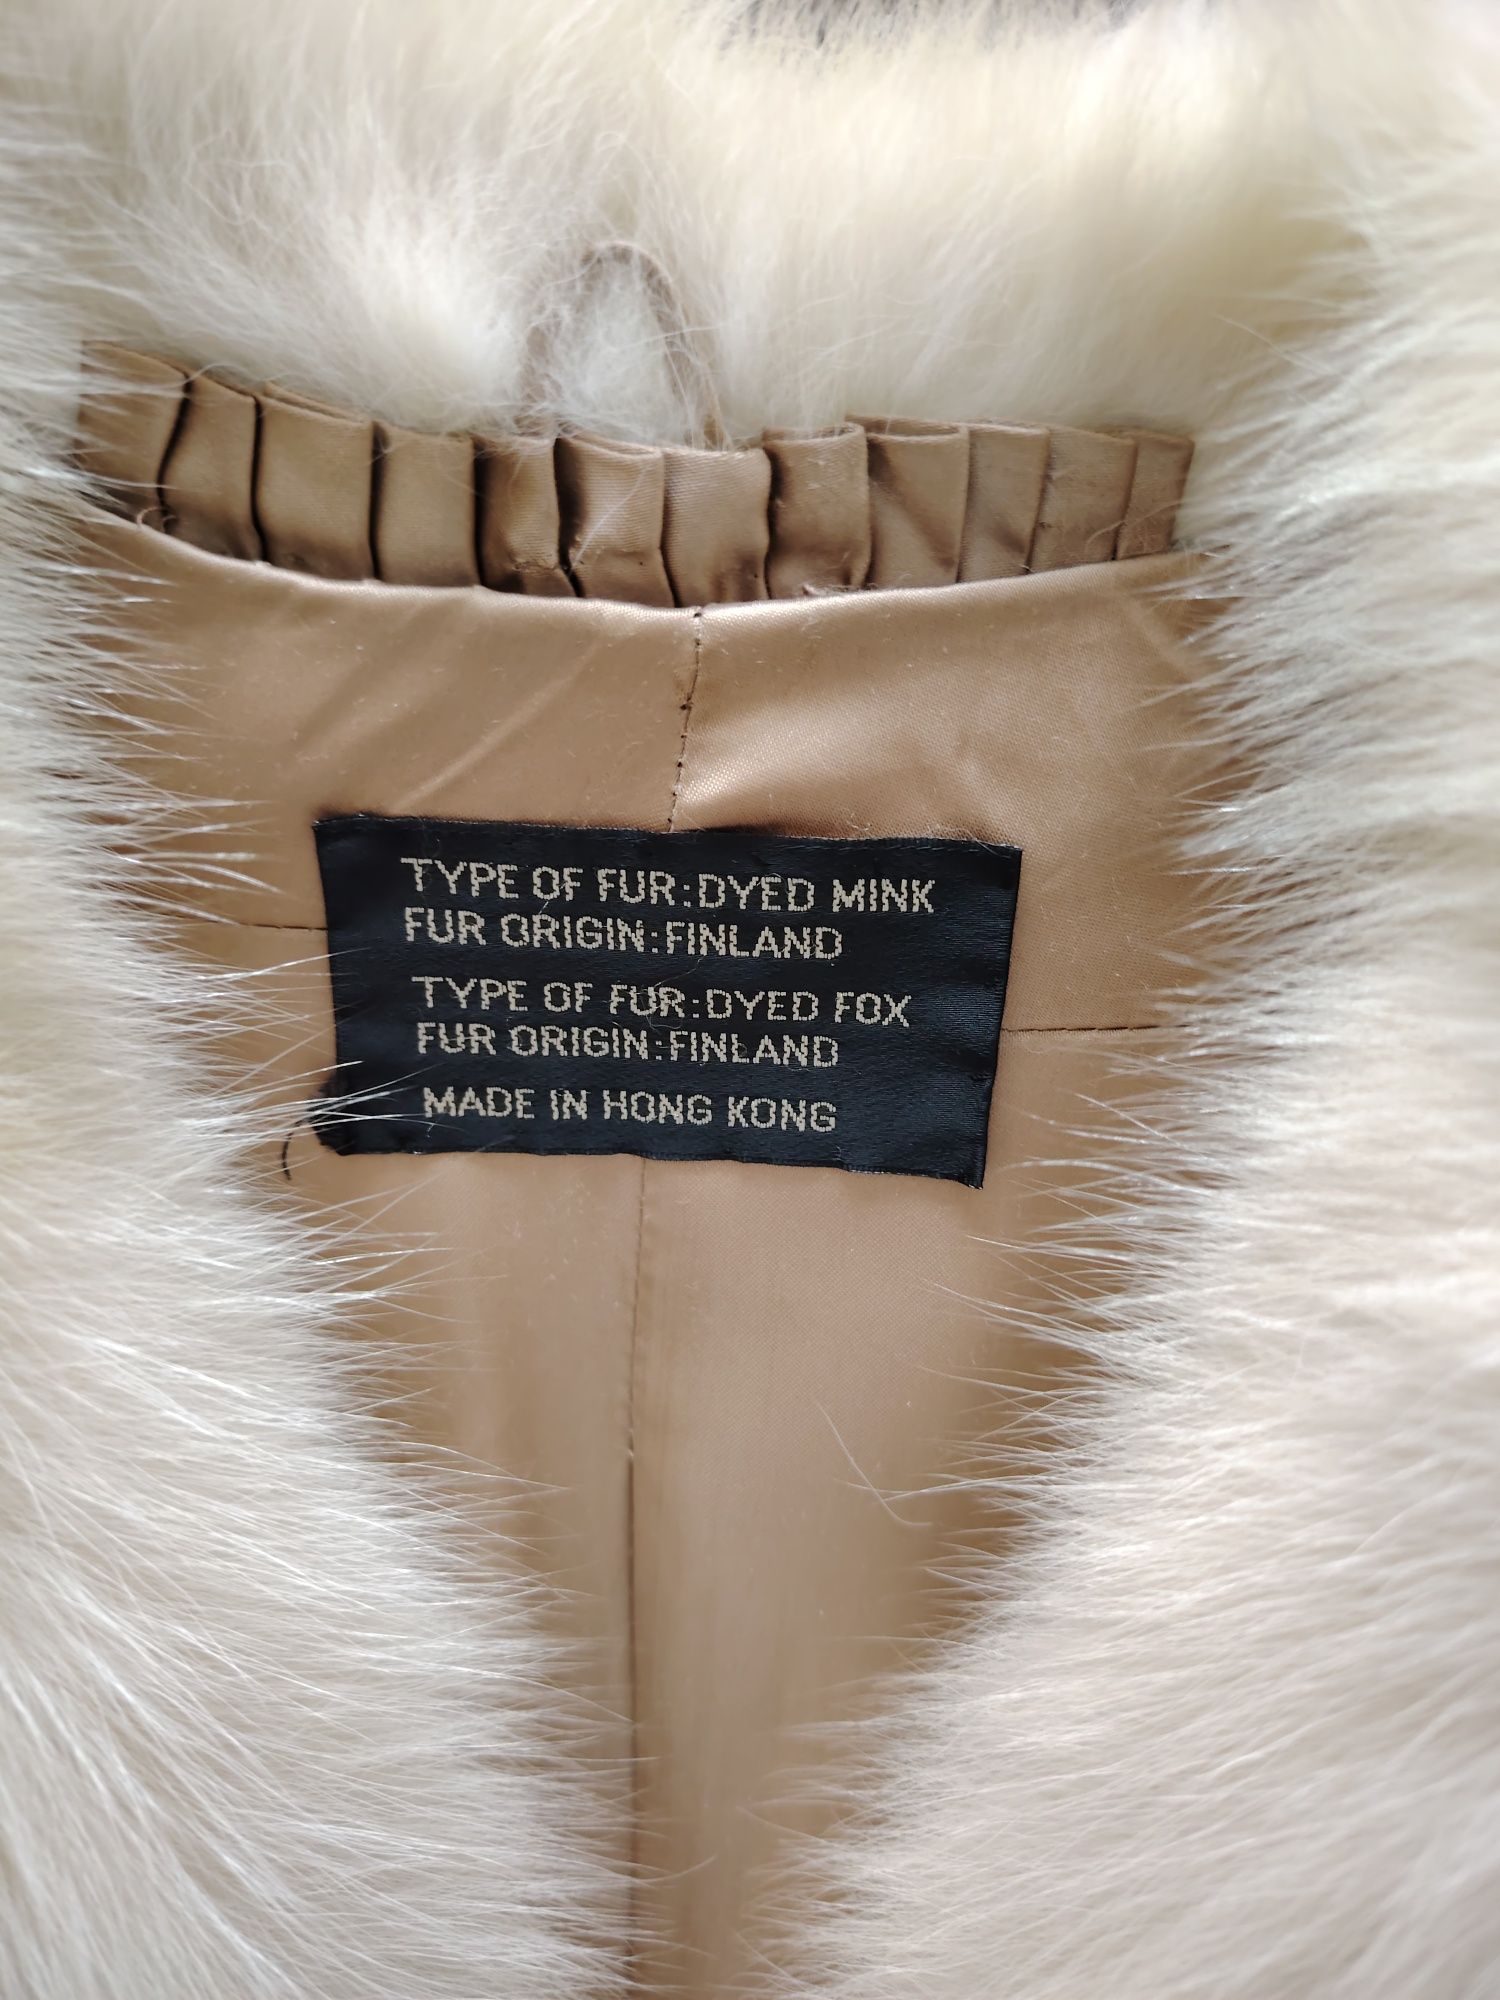 TYPE OF FUR:DYED MINK
FUR ORIGIN:FINLAND
TYPE OF FUR:DYED FOX
FUR ORIGIN:FINLAND
MADE IN HONG KONG